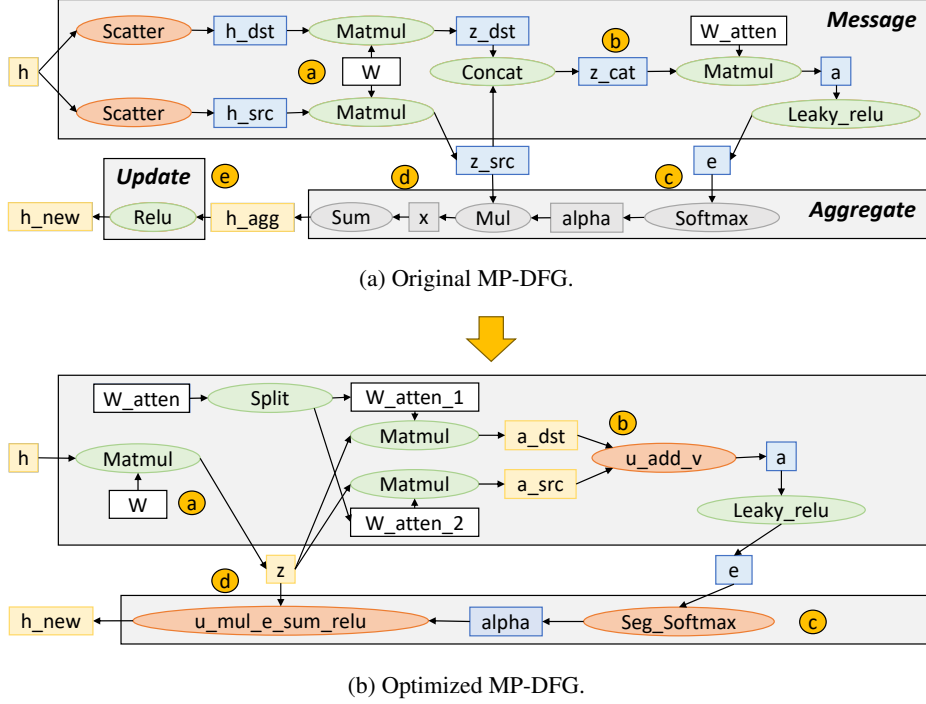 Message
Scatter h_dst Matmul z_dst b W_atten
h a W Concat z_cat Matmul a
Scatter h_src Matmul Leaky_relu
z_src e
Update e d c
h_new Relu h_agg Sum x Mul alpha Softmax Aggregate
(a) Original MP-DFG.
W_atten Split W_atten_1
h Matmul Matmul a_dst b
u_add_v a
W a Matmul a_src
W_atten_2 Leaky_relu
z e
d
h_new u_mul_e_sum_relu alpha Seg_Softmax c
(b) Optimized MP-DFG.